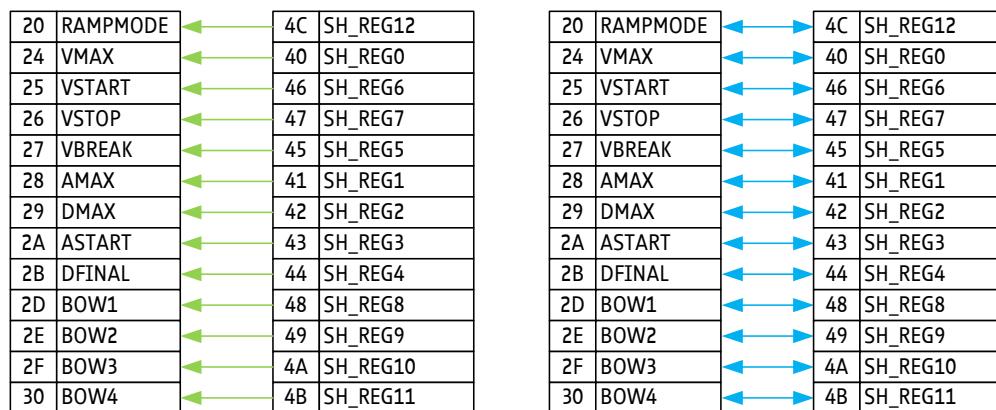 20 RAMPMODE 4C SH_REG12 20 RAMPMODE 4C SH_REG12
24 VMAX 40 SH_REG0 24 VMAX 40 SH_REG0
25 VSTART 46 SH_REG6 25 VSTART 46 SH_REG6
26 VSTOP 47 SH_REG7 26 VSTOP 47 SH_REG7
27 VBREAK 45 SH_REG5 27 VBREAK 45 SH_REG5
28 AMAX 41 SH_REG1 28 AMAX 41 SH_REG1
29 DMAX 42 SH_REG2 29 DMAX 42 SH_REG2
2A ASTART 43 SH_REG3 2A ASTART 43 SH_REG3
2B DFINAL 44 SH_REG4 2B DFINAL 44 SH_REG4
2D BOW1 48 SH_REG8 2D BOW1 48 SH_REG8
2E BOW2 49 SH_REG9 2E BOW2 49 SH_REG9
2F BOW3 4A SH_REG10 2F BOW3 4A SH_REG10
30 BOW4 4B SH_REG11 30 BOW4 4B SH_REG11